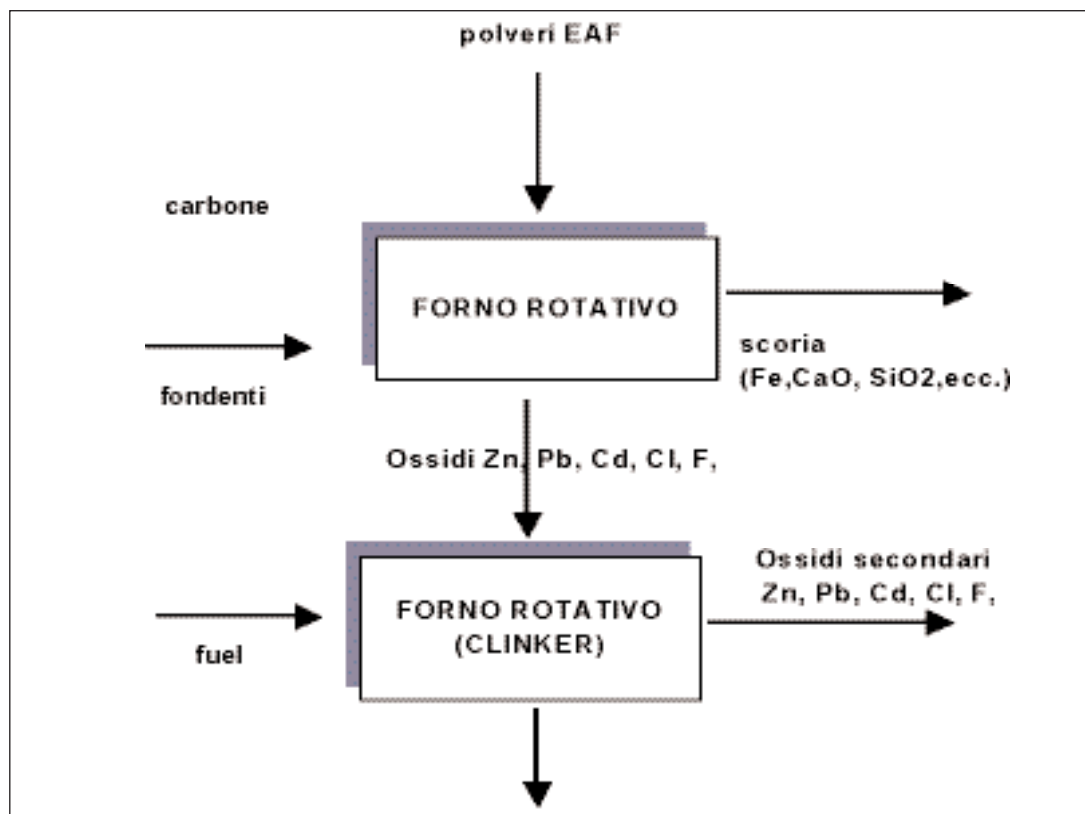 polveri EAF
carbone
FORNO ROTATIVO
scoria
(Fe,CaO, SiO2,ecc.)
fondenti
Ossidi Zn, Pb, Cd, Cl, F,
Ossidi secondari
Zn, Pb, Cd, Cl, F,
FORNO ROTATIVO
(CLINKER)
fuel